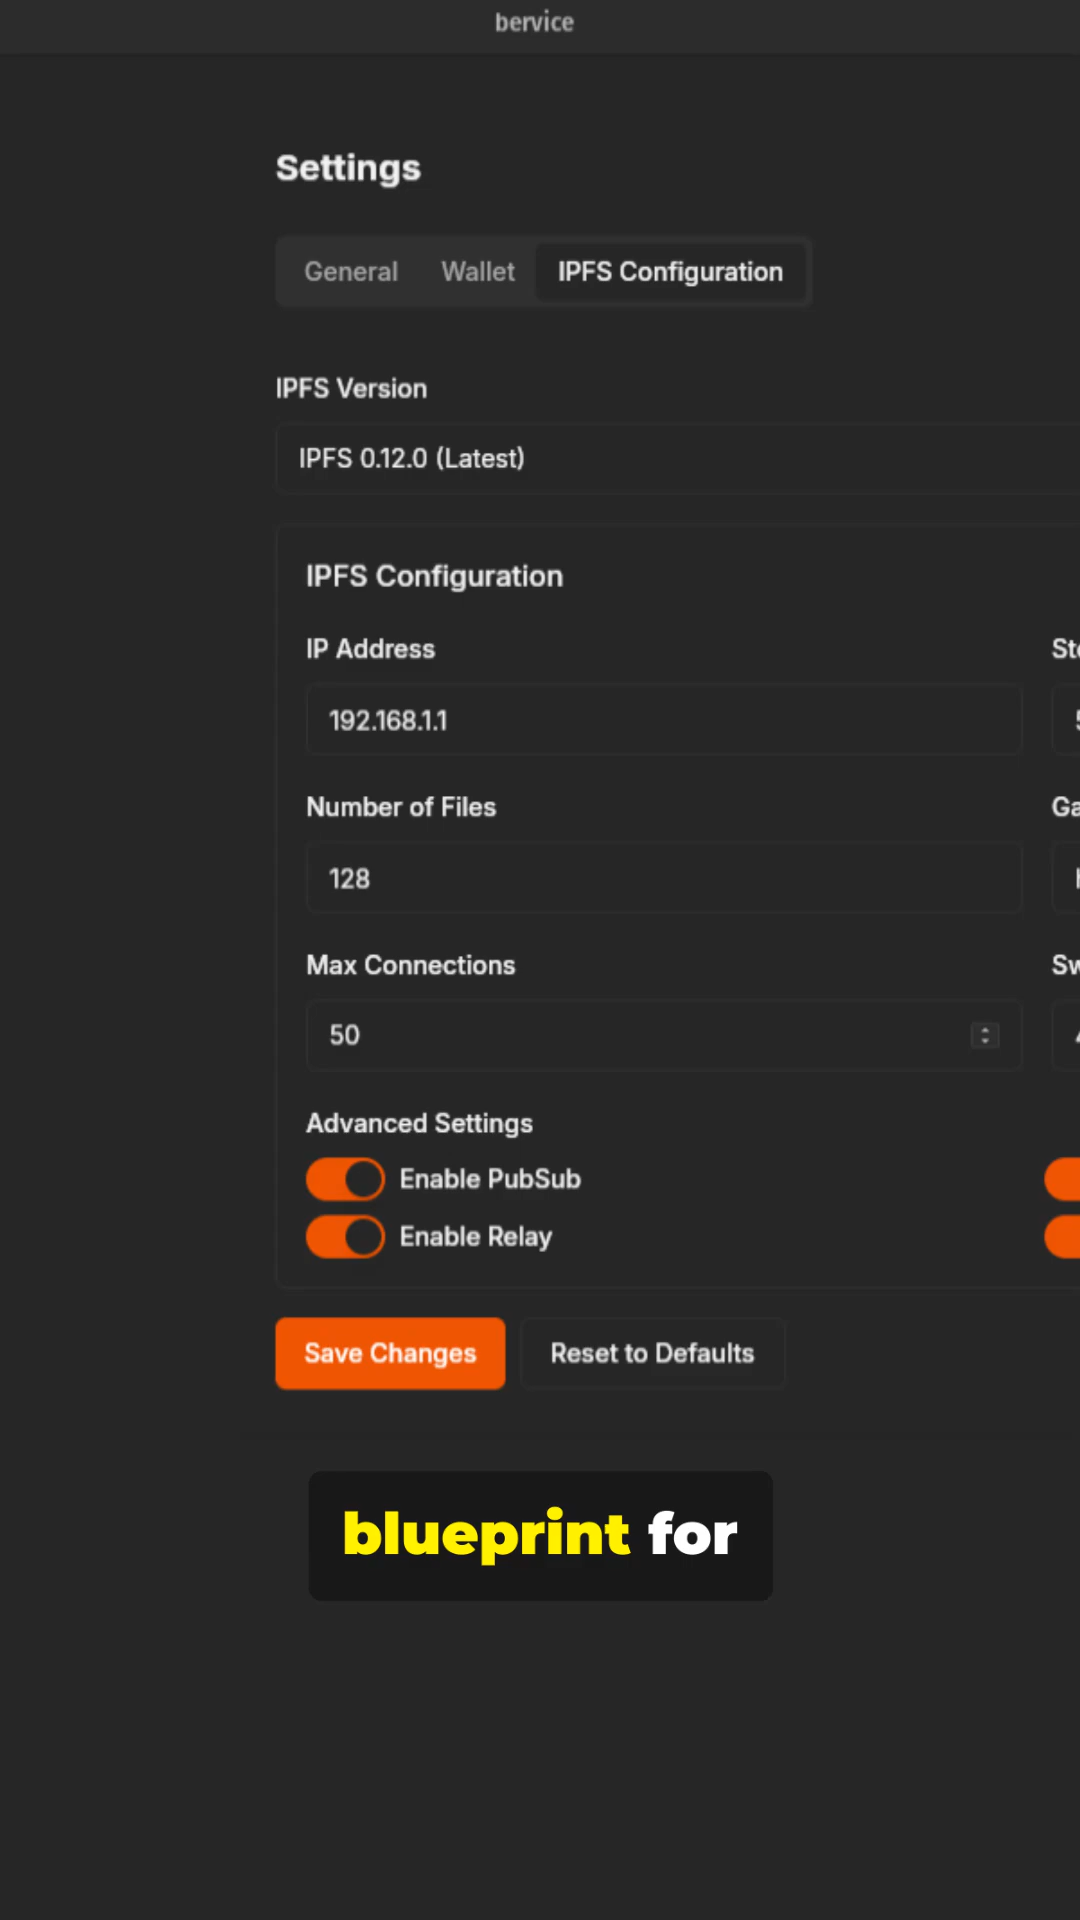 bervice
Settings
General Wallet IPFS Configuration
IPFS Version
IPFS 0.12.0 (Latest)
IPFS Configuration
IP Address
192.168.1.1
Number of Files
128
Max Connections
50
Advanced Settings
Enable PubSub
Enable Relay
Save Changes Reset to Defaults
blueprint for